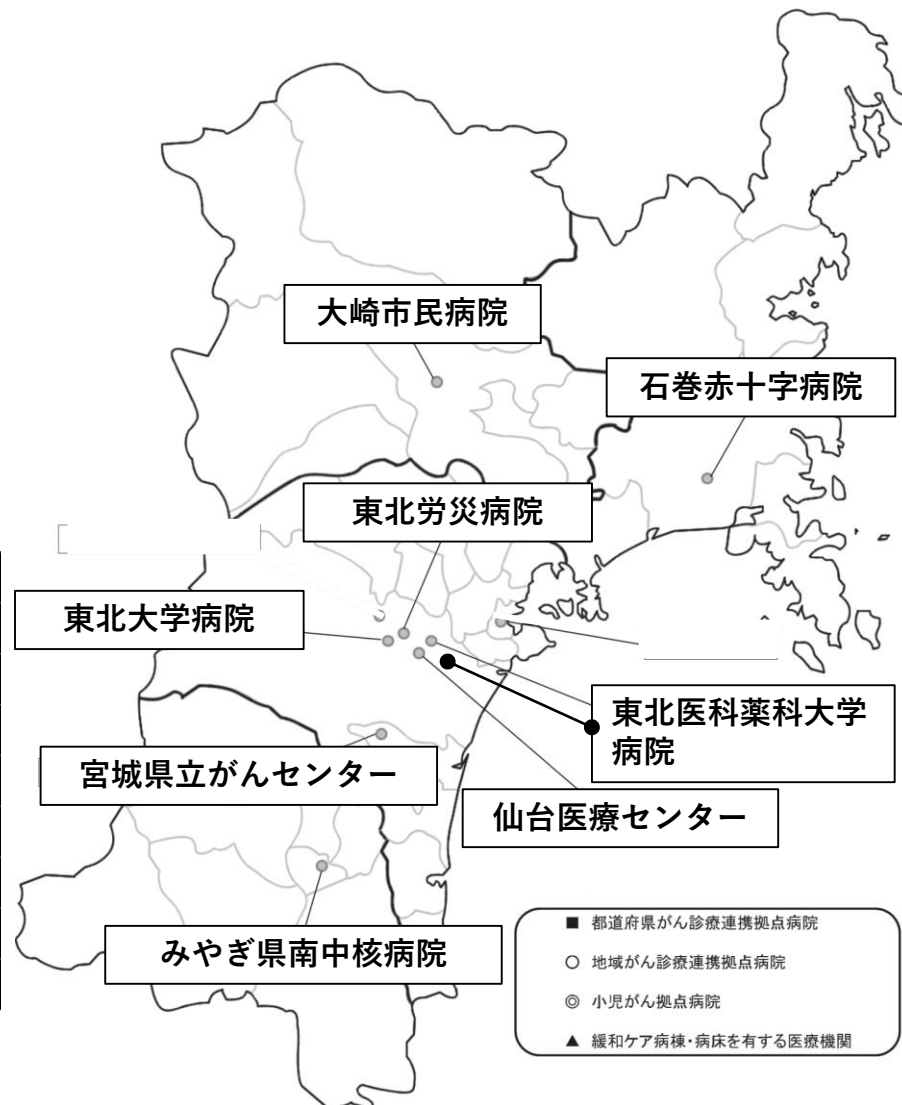 大崎市民病院
石巻赤十字病院
東北労災病院
東北大学病院
東北医科薬科大学
病院
宮城県立がんセンター
仙台医療センター
みやぎ県南中核病院
■ 都道府県がん診療連携拠点病院
○ 地域がん診療連携拠点病院
◎ 小児がん拠点病院
▲ 緩和ケア病棟・病床を有する医療機関